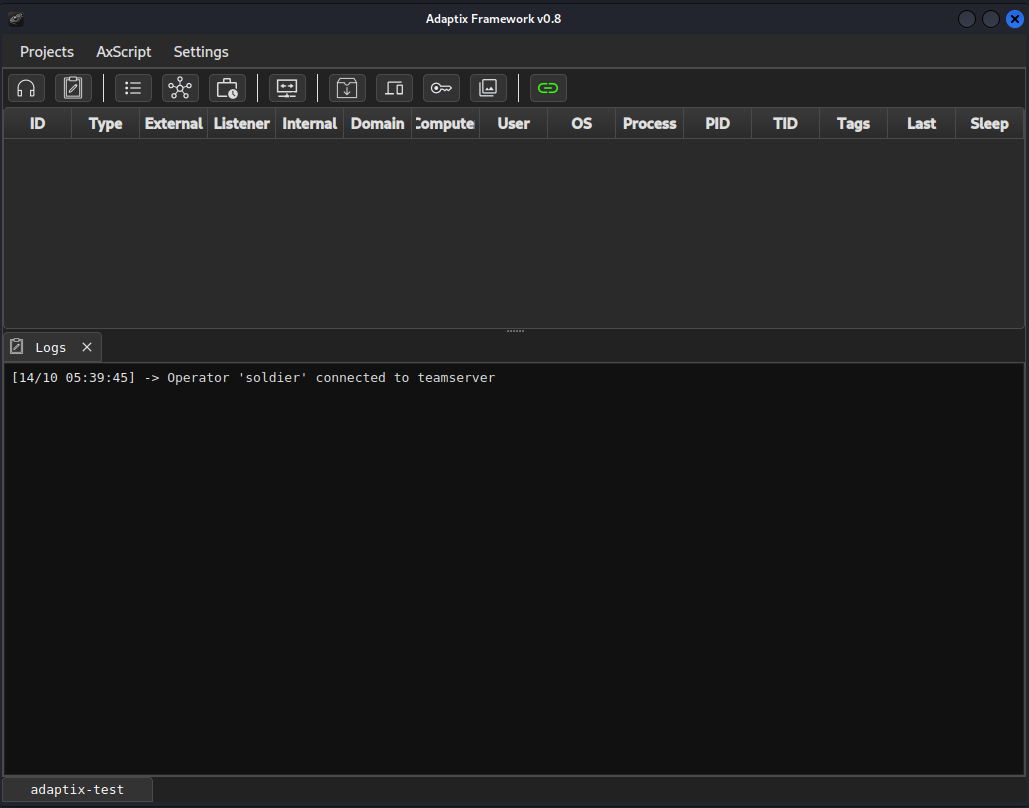 Adaptix Framework v0.8
Projects AxScript Settings
ID Type External Listener Internal Domain Compute User OS Process PID TID Tags Last Sleep
Logs
[14/10 05:39:45] -> Operator 'soldier' connected to teamserver
adaptix-test